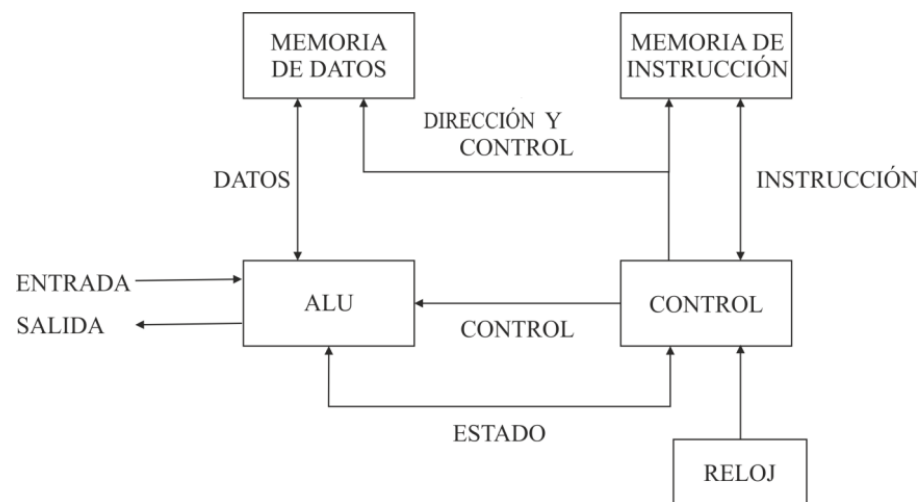 MEMORIA
DE DATOS
MEMORIA DE
INSTRUCCIÓN
DIRECCIÓN Y
CONTROL
DATOS
INSTRUCCIÓN
ENTRADA
SALIDA
ALU
CONTROL
CONTROL
ESTADO
RELOJ